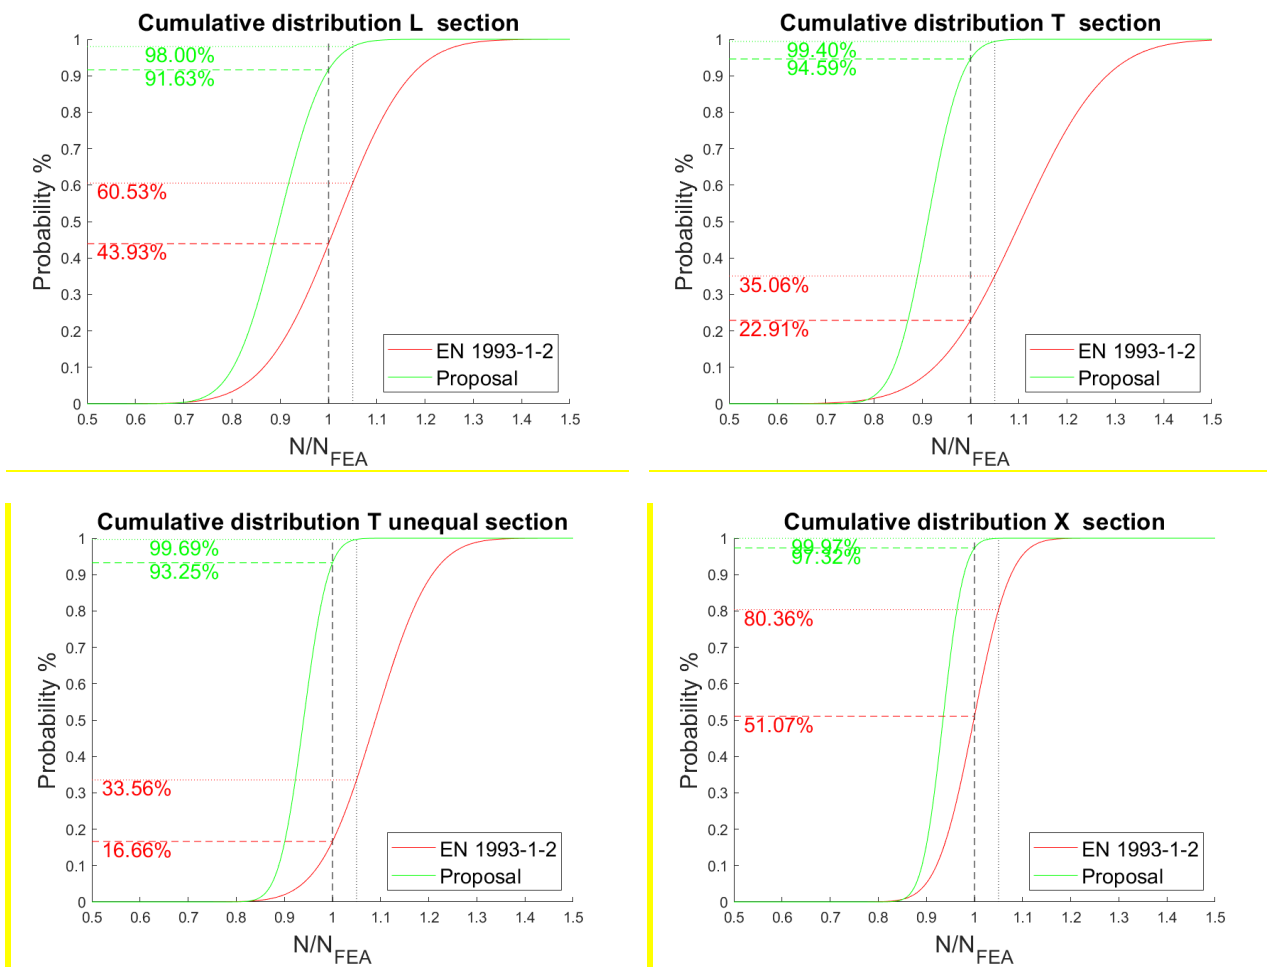 Cumulative distribution L  section
1
0.9
0.8
0.7
0.6
0.5
0.4
0.3
0.2
0.1
0
98.00%
91.63%
60.53%
43.93%
Probability %
EN 1993-1-2
Proposal
0.5 0.6 0.7 0.8 0.9 1 1.1 1.2 1.3 1.4 1.5
N/NFEA
Cumulative distribution T  section
1
0.9
0.8
0.7
0.6
0.5
0.4
0.3
0.2
0.1
0
99.40%
94.59%
35.06%
22.91%
Probability %
EN 1993-1-2
Proposal
0.5 0.6 0.7 0.8 0.9 1 1.1 1.2 1.3 1.4 1.5
N/NFEA
Cumulative distribution T unequal section
1
0.9
0.8
0.7
0.6
0.5
0.4
0.3
0.2
0.1
0
99.69%
93.25%
33.56%
16.66%
Probability %
EN 1993-1-2
Proposal
0.5 0.6 0.7 0.8 0.9 1 1.1 1.2 1.3 1.4 1.5
N/NFEA
Cumulative distribution X  section
1
0.9
0.8
0.7
0.6
0.5
0.4
0.3
0.2
0.1
0
99.97%
97.32%
80.36%
51.07%
Probability %
EN 1993-1-2
Proposal
0.5 0.6 0.7 0.8 0.9 1 1.1 1.2 1.3 1.4 1.5
N/NFEA